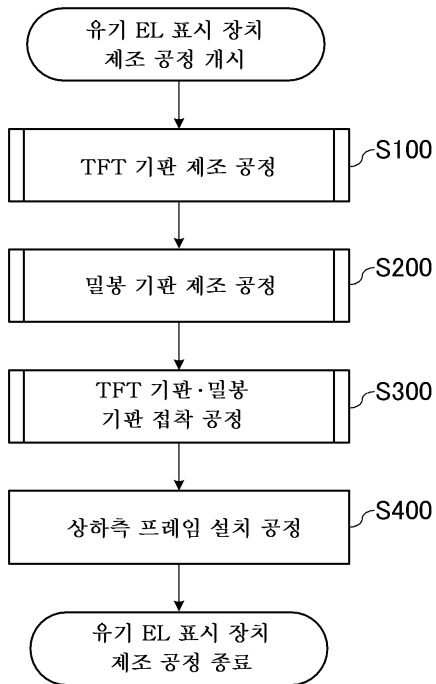 유기 EL 표시 장치
제조 공정 개시
TFT 기판 제조 공정
S100
밀봉 기판 제조 공정
S200
TFT 기판·밀봉
기판 접착 공정
S300
상하측 프레임 설치 공정
S400
유기 EL 표시 장치
제조 공정 종료